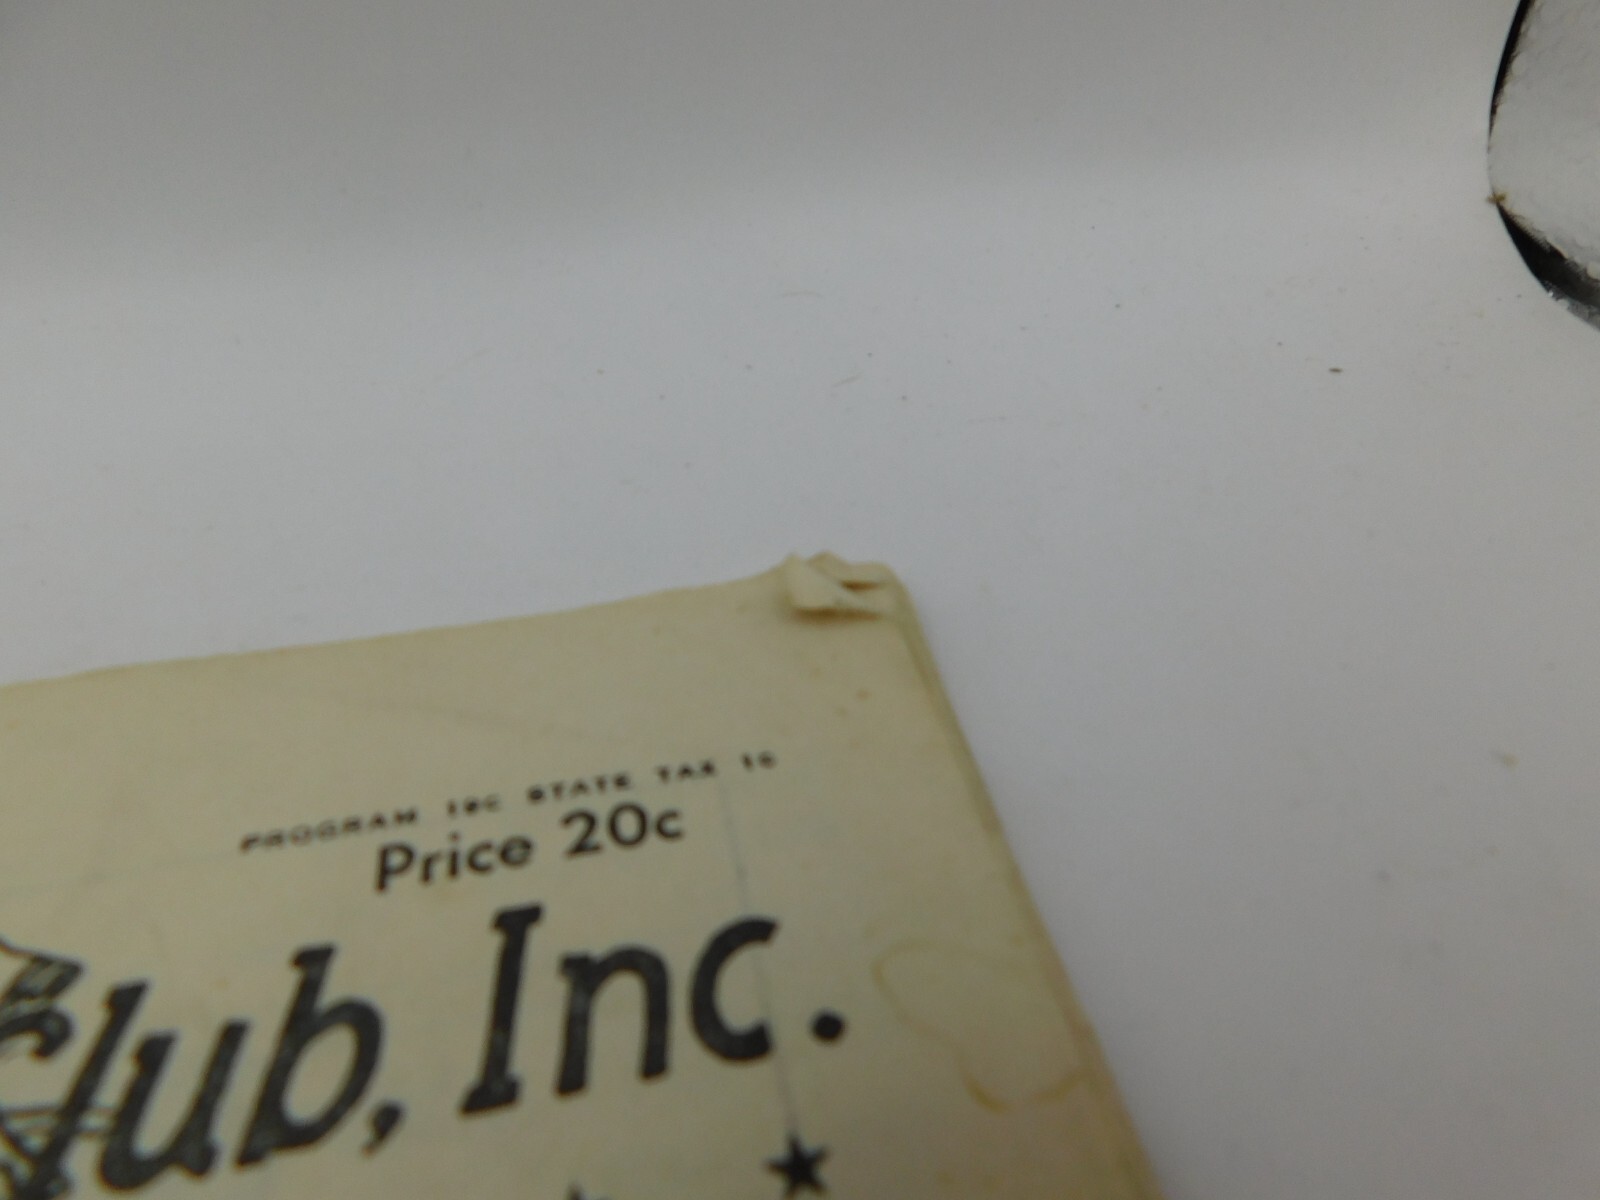 PROGRAM 19c STATE TAX 1c
Price 20c
Club, Inc.